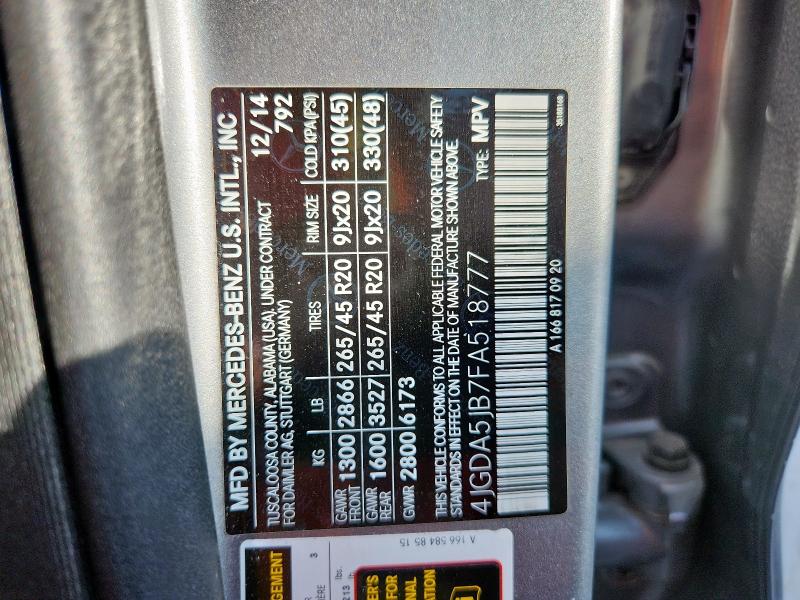 MFD BY MERCEDES-BENZ U.S. INTL., INC
TUSCALOOSA COUNTY, ALABAMA (USA), UNDER CONTRACT 12/14
FOR DAIMLER AG, STUTTGART (GERMANY) 792
KG LB TIRES RIM SIZE COLD KPA(PSI)
GAWR FRONT 1300 2866 265/45 R20 9Jx20 310(45)
GAWR REAR 1600 3527 265/45 R20 9Jx20 330(48)
GVWR 2800 6173
THIS VEHICLE CONFORMS TO ALL APPLICABLE FEDERAL MOTOR VEHICLE SAFETY
STANDARDS IN EFFECT ON THE DATE OF MANUFACTURE SHOWN ABOVE.
4JGDA5JB7FA518777 TYPE: MPV
A 166 817 09 20
A 166 584 85 15
3
213
lbs.